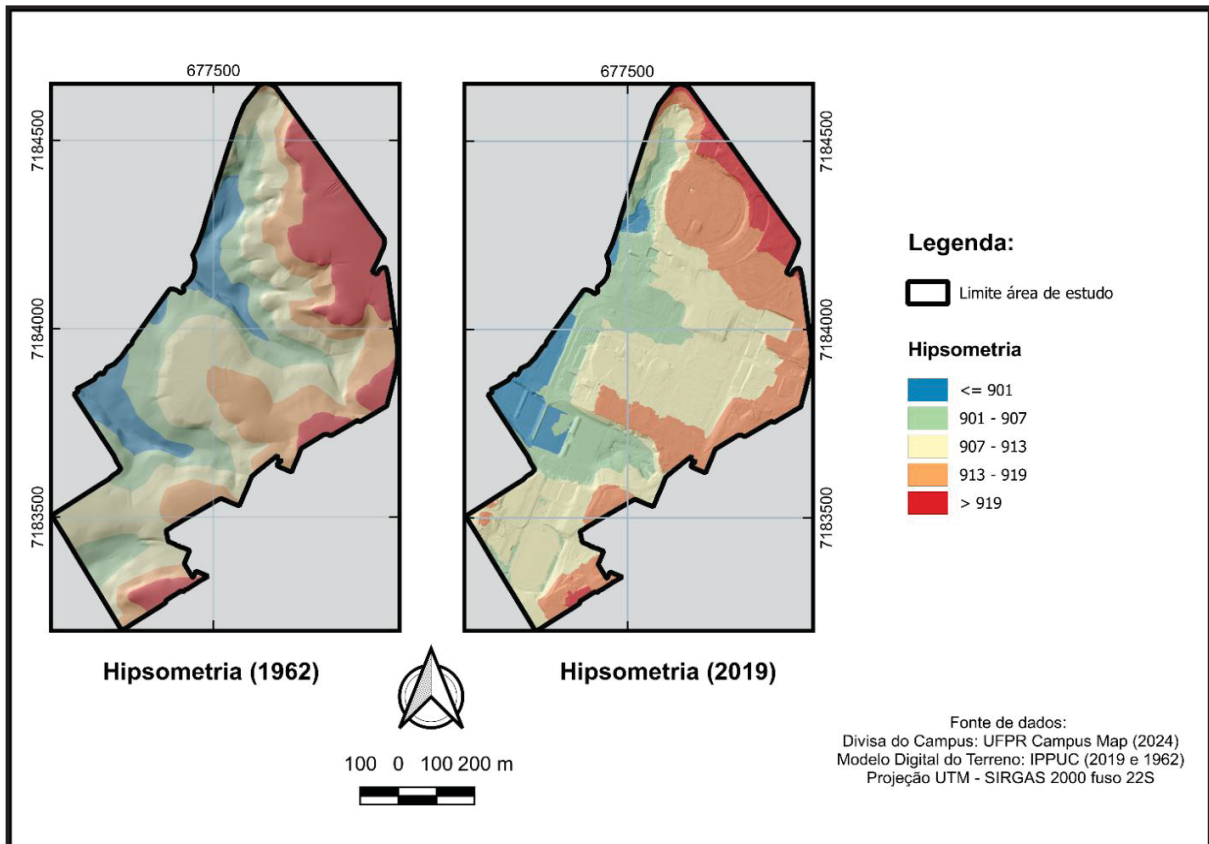 677500
677500
7184500
7184500
7184000
7184000
7183500
7183500
Legenda:
Limite área de estudo
Hipsometria
<= 901
901 - 907
907 - 913
913 - 919
> 919
Hipsometria (1962)
Hipsometria (2019)
100 0 100 200 m
Fonte de dados:
Divisa do Campus: UFPR Campus Map (2024)
Modelo Digital do Terreno: IPPUC (2019 e 1962)
Projeção UTM - SIRGAS 2000 fuso 22S